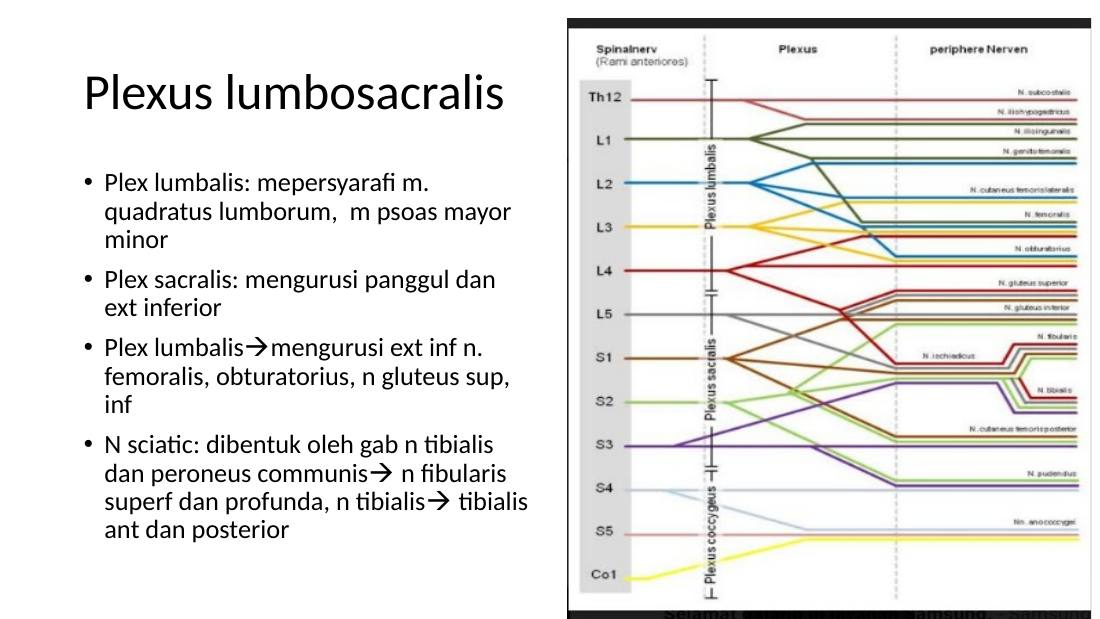 Plexus lumbosacralis
• Plex lumbalis: mepersyarafi m.
quadratus lumborum, m psoas mayor
minor
• Plex sacralis: mengurusi panggul dan
ext inferior
• Plex lumbalis→mengurusi ext inf n.
femoralis, obturatorius, n gluteus sup,
inf
• N sciatic: dibentuk oleh gab n tibialis
dan peroneus communis→ n fibularis
superf dan profunda, n tibialis→ tibialis
ant dan posterior
Spinalnerv
(Rami anteriores)
Plexus
periphere Nerven
Th12
L1
L2
L3
L4
L5
S1
S2
S3
S4
S5
Co1
Plexus lumbalis
Plexus sacralis
Plexus coccygeus
N. subcostalis
N. iliohypogastricus
N. ilioinguinalis
N. genitofemoralis
N. cutaneus femoris lateralis
N. femoralis
N. obturatorius
N. gluteus superior
N. gluteus inferior
N. fibularis
N. ischiadicus
N. tibialis
N. cutaneus femoris posterior
N. pudendus
Nn. anococcygei
Selamat
Samsung